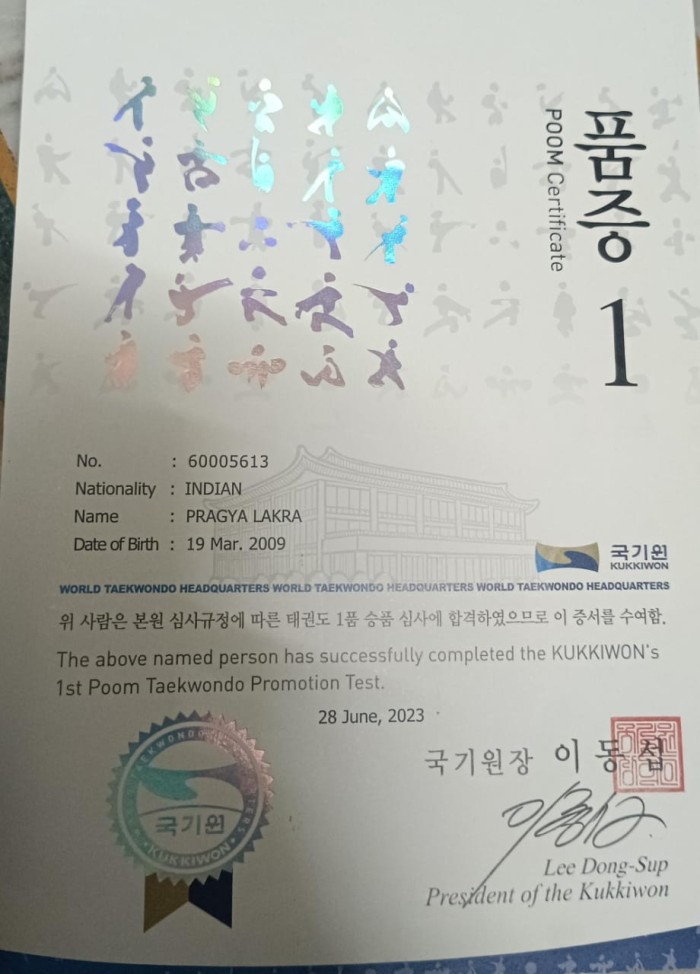 품증
POOM Certificate
1
No. : 60005613
Nationality : INDIAN
Name : PRAGYA LAKRA
Date of Birth : 19 Mar. 2009
국기원
KUKKIWON
WORLD TAEKWONDO HEADQUARTERS WORLD TAEKWONDO HEADQUARTERS WORLD TAEKWONDO HEADQUARTERS
위 사람은 본원 심사규정에 따른 태권도 1품 승품 심사에 합격하였으므로 이 증서를 수여함.
The above named person has successfully completed the KUKKIWON's
1st Poom Taekwondo Promotion Test.
28 June, 2023
국기원장 이동섭
Lee Dong-Sup
President of the Kukkiwon
국기원
KUKKIWON